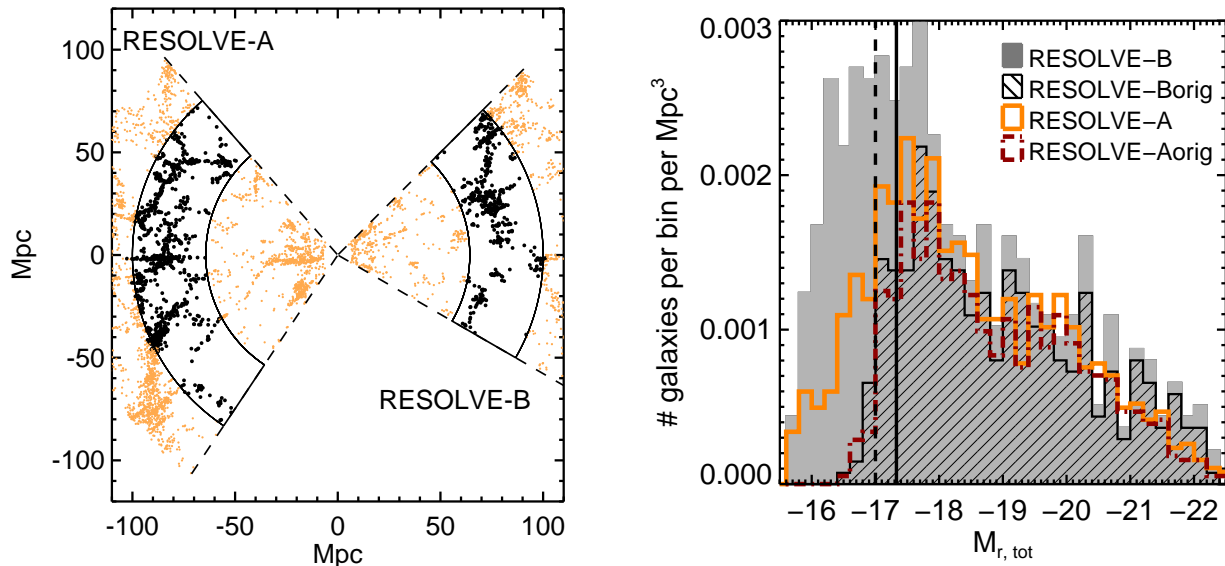 RESOLVE-A
RESOLVE-B
100
50
0
-50
-100
Mpc
-100
-50
0
50
100
Mpc
RESOLVE−B
RESOLVE−Borig
RESOLVE−A
RESOLVE−Aorig
0.003
0.002
0.001
0.000
# galaxies per bin per Mpc3
−16
−17
−18
−19
−20
−21
−22
Mr, tot